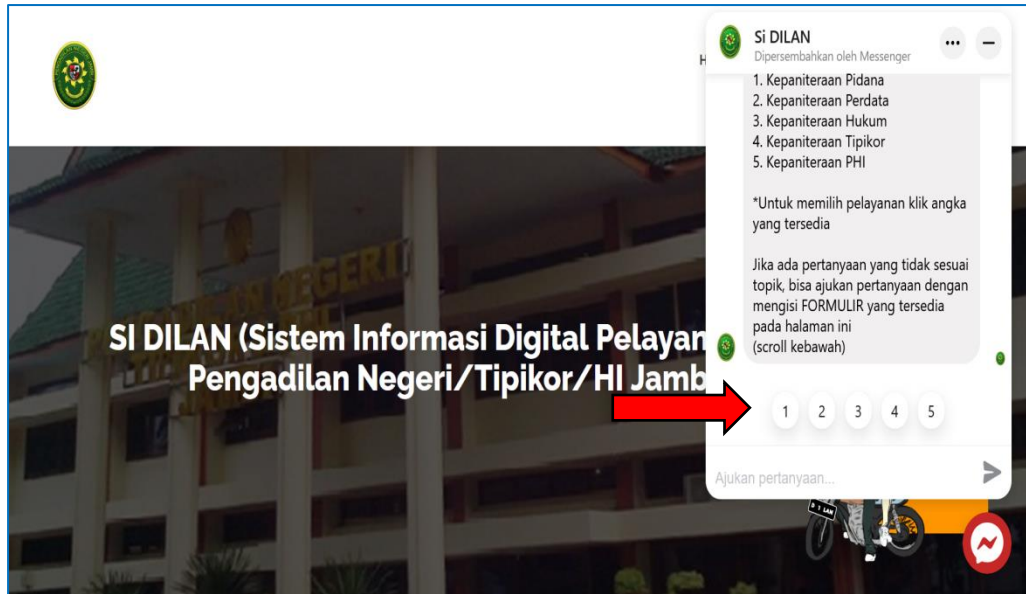 H
SI DILAN (Sistem Informasi Digital Pelayan
Pengadilan Negeri/Tipikor/HI Jamb
Si DILAN
Dipersembahkan oleh Messenger
1. Kepaniteraan Pidana
2. Kepaniteraan Perdata
3. Kepaniteraan Hukum
4. Kepaniteraan Tipikor
5. Kepaniteraan PHI
*Untuk memilih pelayanan klik angka
yang tersedia
Jika ada pertanyaan yang tidak sesuai
topik, bisa ajukan pertanyaan dengan
mengisi FORMULIR yang tersedia
pada halaman ini
(scroll kebawah)
1 2 3 4 5
Ajukan pertanyaan...
D 1 LAN